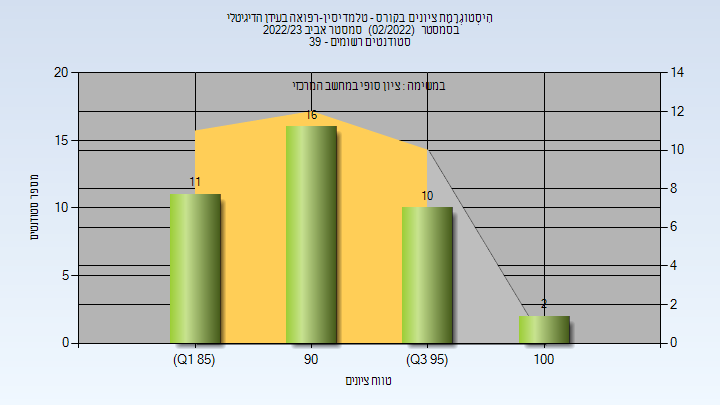 היסטוגרמת ציונים בקורס - טלמדיסין-רפואה בעידן הדיגיטלי
בסמסטר (02/2022) סמסטר אביב 2022/23
סטודנטים רשומים - 39
במשימה : ציון סופי במחשב המרכזי
20
15
10
5
0
14
12
10
8
6
4
2
0
11
16
10
2
מספר סטודנטים
(Q1 85)
90
(Q3 95)
100
טווח ציונים